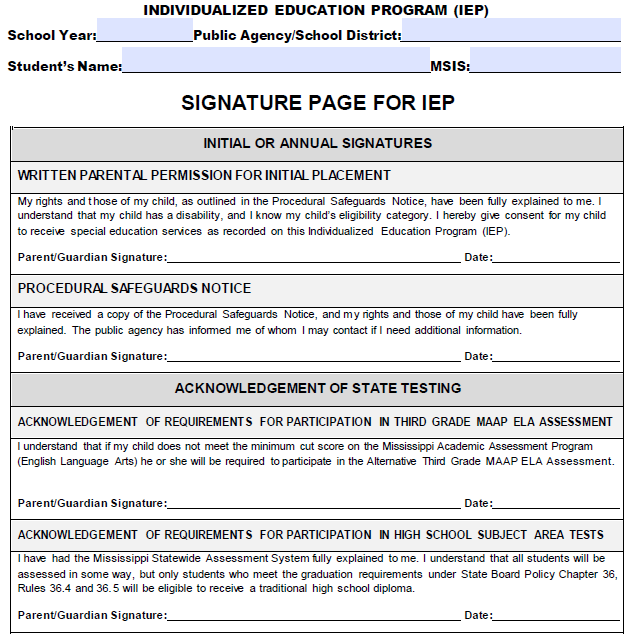 INDIVIDUALIZED EDUCATION PROGRAM (IEP)
School Year: Public Agency/School District:
Student's Name: MSIS:
SIGNATURE PAGE FOR IEP
INITIAL OR ANNUAL SIGNATURES
WRITTEN PARENTAL PERMISSION FOR INITIAL PLACEMENT
My rights and those of my child, as outlined in the Procedural Safeguards Notice, have been fully explained to me. I
understand that my child has a disability, and I know my child's eligibility category. I hereby give consent for my child
to receive special education services as recorded on this Individualized Education Program (IEP).
Parent/Guardian Signature: Date:
PROCEDURAL SAFEGUARDS NOTICE
I have received a copy of the Procedural Safeguards Notice, and my rights and those of my child have been fully
explained. The public agency has informed me of whom I may contact if I need additional information.
Parent/Guardian Signature: Date:
ACKNOWLEDGEMENT OF STATE TESTING
ACKNOWLEDGEMENT OF REQUIREMENTS FOR PARTICIPATION IN THIRD GRADE MAAP ELA ASSESSMENT
I understand that if my child does not meet the minimum cut score on the Mississippi Academic Assessment Program
(English Language Arts) he or she will be required to participate in the Alternative Third Grade MAAP ELA Assessment.
Parent/Guardian Signature: Date:
ACKNOWLEDGEMENT OF REQUIREMENTS FOR PARTICIPATION IN HIGH SCHOOL SUBJECT AREA TESTS
I have had the Mississippi Statewide Assessment System fully explained to me. I understand that all students will be
assessed in some way, but only students who meet the graduation requirements under State Board Policy Chapter 36,
Rules 36.4 and 36.5 will be eligible to receive a traditional high school diploma.
Parent/Guardian Signature: Date: